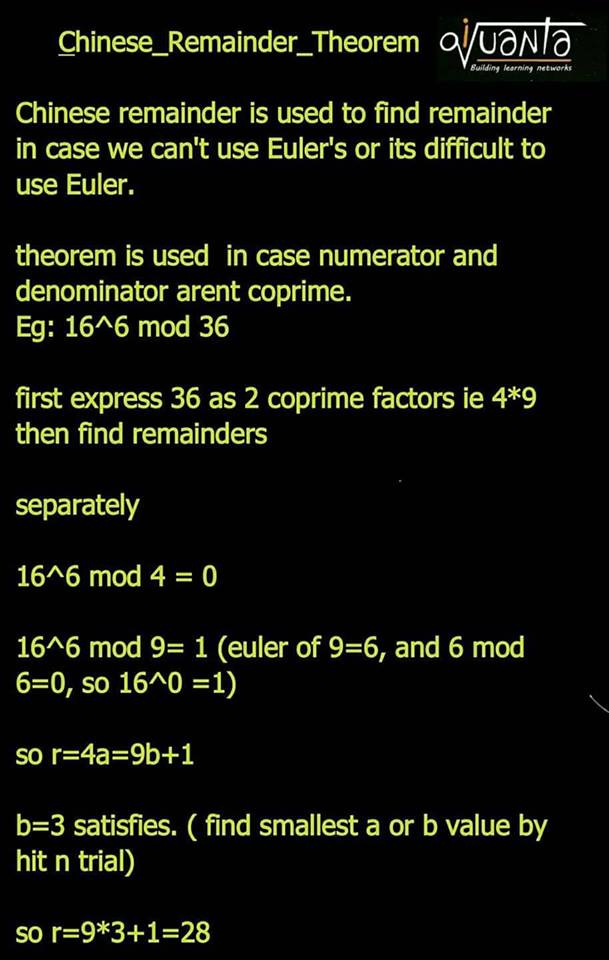 Chinese_Remainder_Theorem
qiuanta
Building learning networks
Chinese remainder is used to find remainder
in case we can't use Euler's or its difficult to
use Euler.
theorem is used  in case numerator and
denominator arent coprime.
Eg: 16^6 mod 36
first express 36 as 2 coprime factors ie 4*9
then find remainders
separately
16^6 mod 4 = 0
16^6 mod 9= 1 (euler of 9=6, and 6 mod
6=0, so 16^0 =1)
so r=4a=9b+1
b=3 satisfies. ( find smallest a or b value by
hit n trial)
so r=9*3+1=28